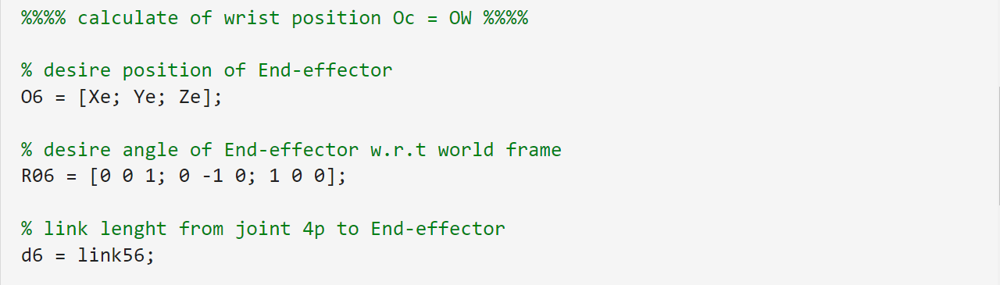 %%%% calculate of wrist position Oc = OW %%%%
% desire position of End-effector
O6 = [Xe; Ye; Ze];
% desire angle of End-effector w.r.t world frame
R06 = [0 0 1; 0 -1 0; 1 0 0];
% link lenght from joint 4p to End-effector
d6 = link56;